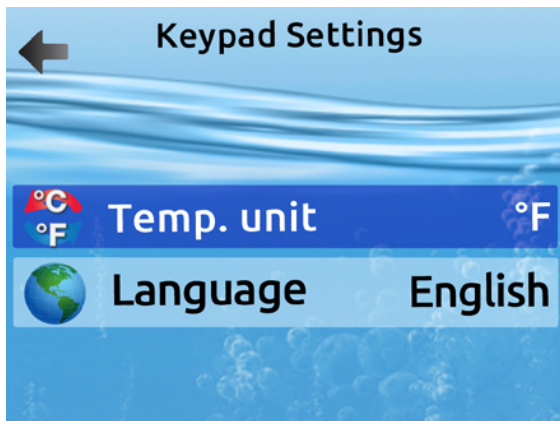 Keypad Settings
°C
°F
Temp. unit °F
Language English